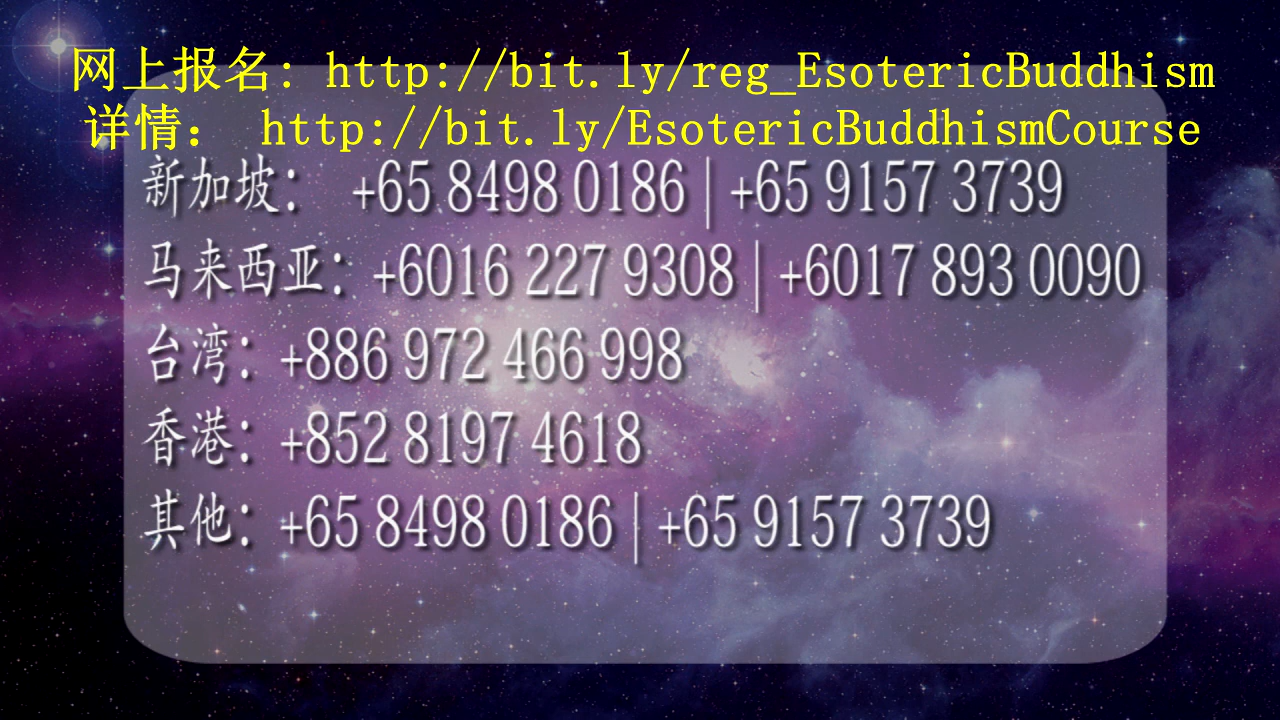 网上报名：http://bit.ly/reg_EsotericBuddhism
详情： http://bit.ly/EsotericBuddhismCourse
新加坡： +65 8498 0186 | +65 9157 3739
马来西亚：+6016 227 9308 | +6017 893 0090
台湾：+886 972 466 998
香港：+852 8197 4618
其他：+65 8498 0186 | +65 9157 3739